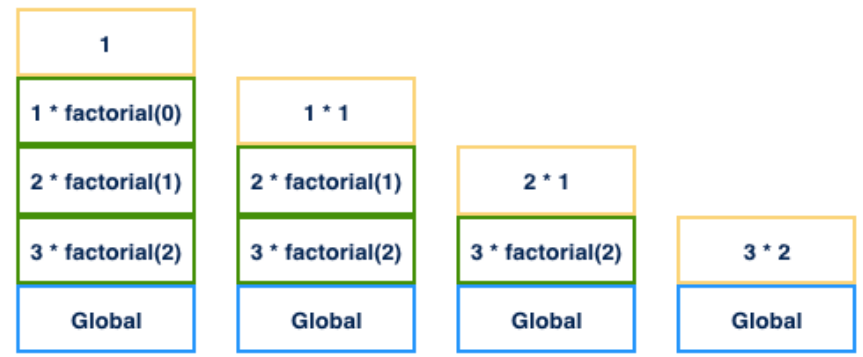 1
1 * factorial(0)
1 * 1
2 * factorial(1)
2 * factorial(1)
2 * 1
3 * factorial(2)
3 * factorial(2)
3 * factorial(2)
3 * 2
Global
Global
Global
Global